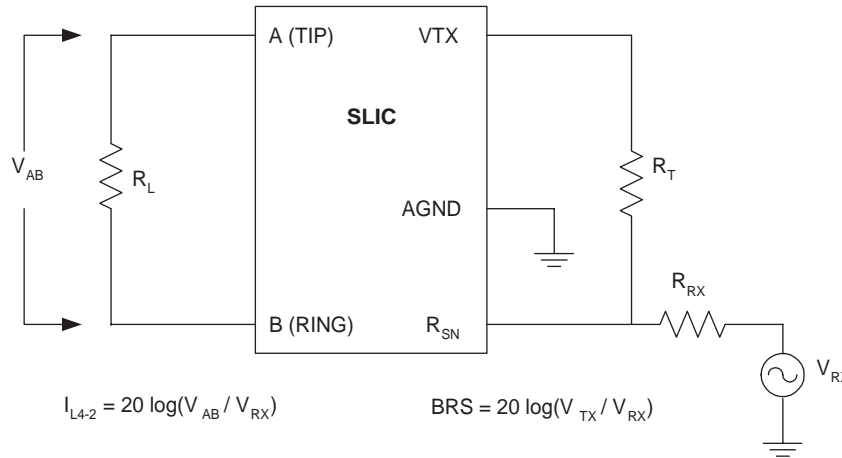 A (TIP)
VTX
SLIC
V_AB
R_L
R_T
AGND
R_RX
B (RING)
R_SN
V_RX
I_L4-2 = 20 log(V_AB / V_RX)
BRS = 20 log(V_TX / V_RX)